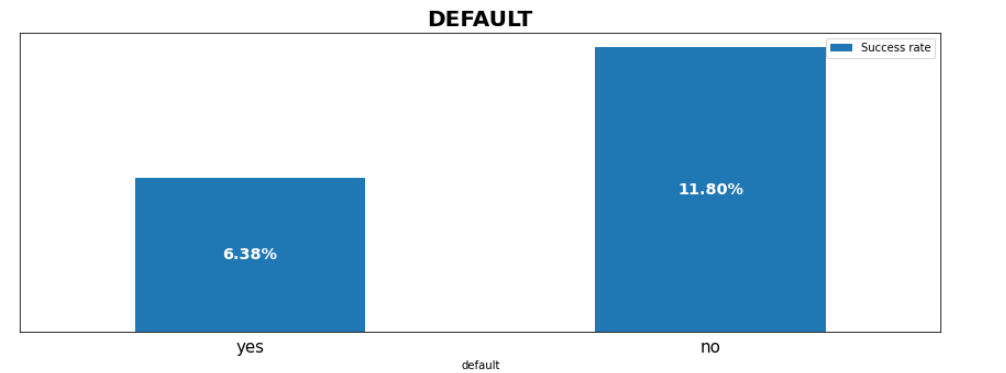 DEFAULT
Success rate
11.80%
6.38%
yes
no
default